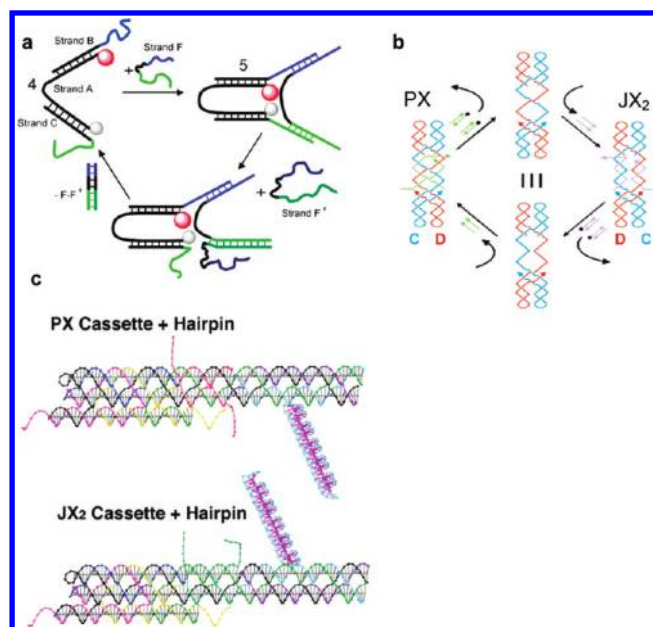 a
Strand B
4
Strand A
Strand C
+
Strand F
5
- F-F'
+
Strand F'
b
PX
JX2
III
C D
D C
c
PX Cassette + Hairpin
JX2 Cassette + Hairpin